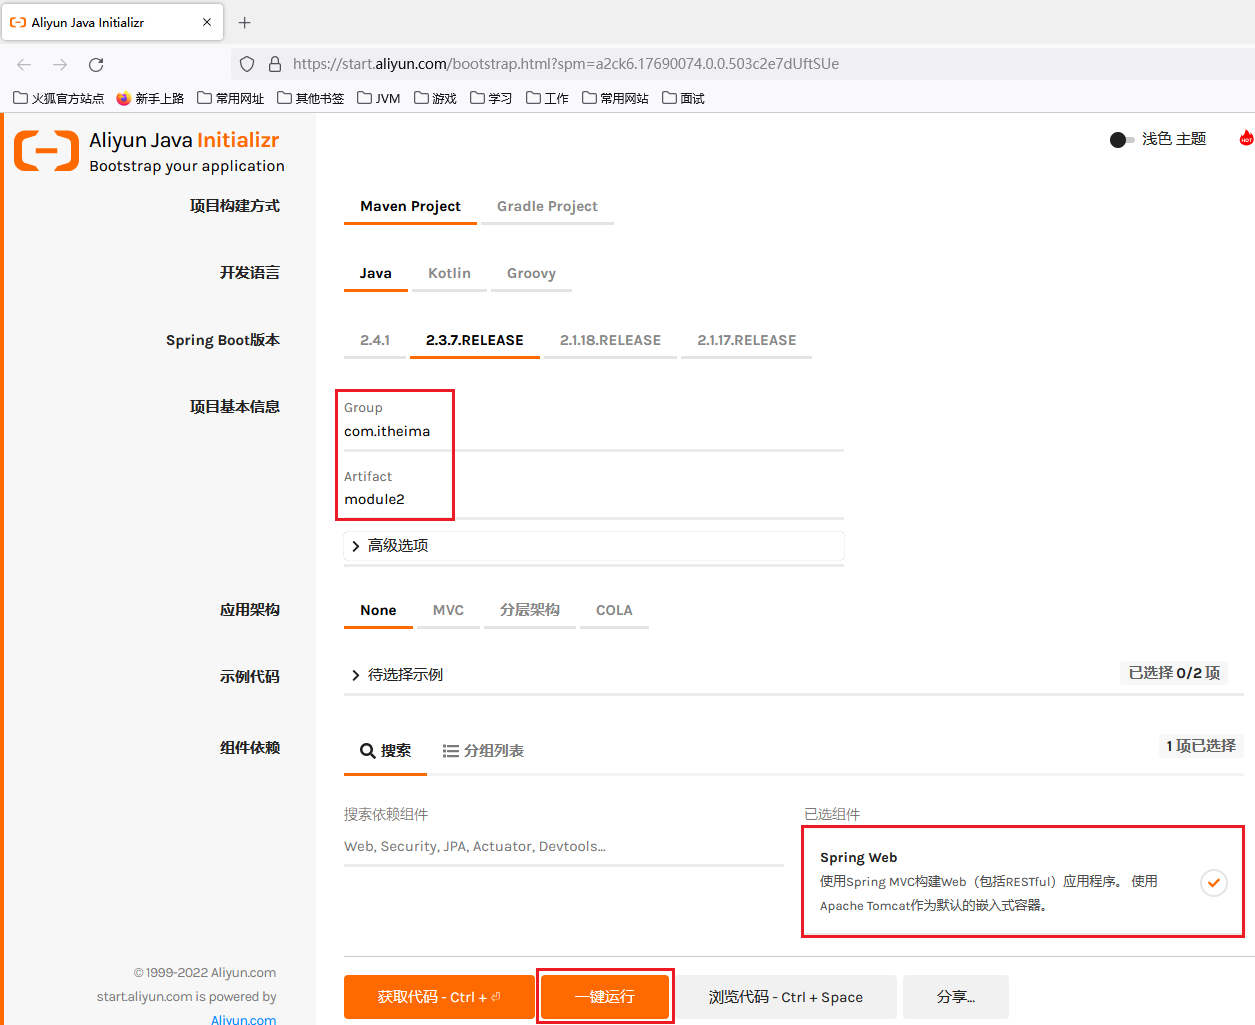 Aliyun Java Initializr
https://start.aliyun.com/bootstrap.html?spm=a2ck6.17690074.0.0.503c2e7dUftSUe
火狐官方站点 新手上路 常用网址 其他书签 JVM 游戏 学习 工作 常用网站 面试
Aliyun Java Initializr
Bootstrap your application
浅色 主题
HOT
项目构建方式
Maven Project Gradle Project
开发语言
Java Kotlin Groovy
Spring Boot版本
2.4.1 2.3.7.RELEASE 2.1.18.RELEASE 2.1.17.RELEASE
项目基本信息
Group
com.itheima
Artifact
module2
高级选项
应用架构
None MVC 分层架构 COLA
示例代码
待选择示例
已选择 0/2 项
组件依赖
搜索 分组列表
1 项已选择
搜索依赖组件
Web, Security, JPA, Actuator, Devtools...
已选组件
Spring Web
使用Spring MVC构建Web（包括RESTful）应用程序。 使用
Apache Tomcat作为默认的嵌入式容器。
© 1999-2022 Aliyun.com
start.aliyun.com is powered by
Aliyun.com
获取代码 - Ctrl + ⏎ 一键运行 浏览代码 - Ctrl + Space 分享...